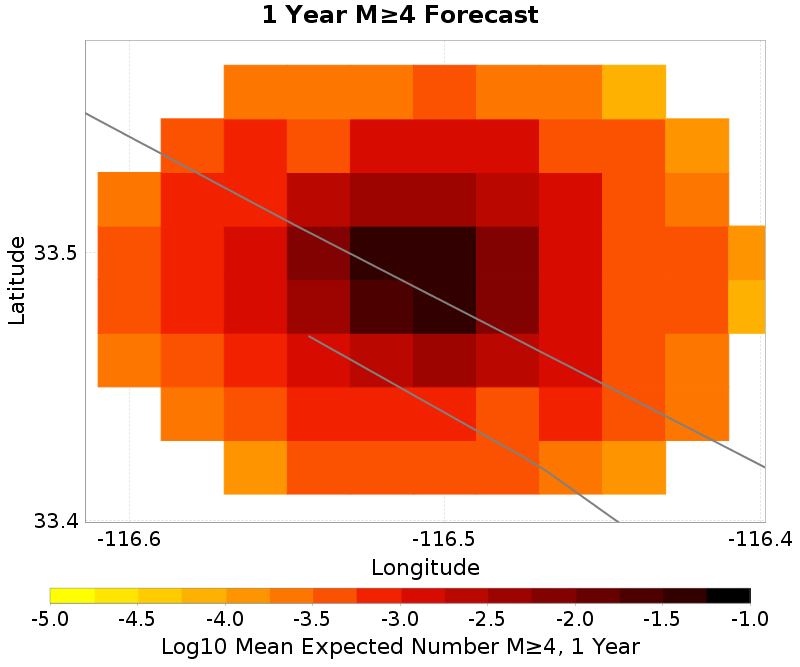 1 Year M≥4 Forecast
Latitude
33.5
33.4
-116.6 -116.5 -116.4
Longitude
-5.0 -4.5 -4.0 -3.5 -3.0 -2.5 -2.0 -1.5 -1.0
Log10 Mean Expected Number M≥4, 1 Year